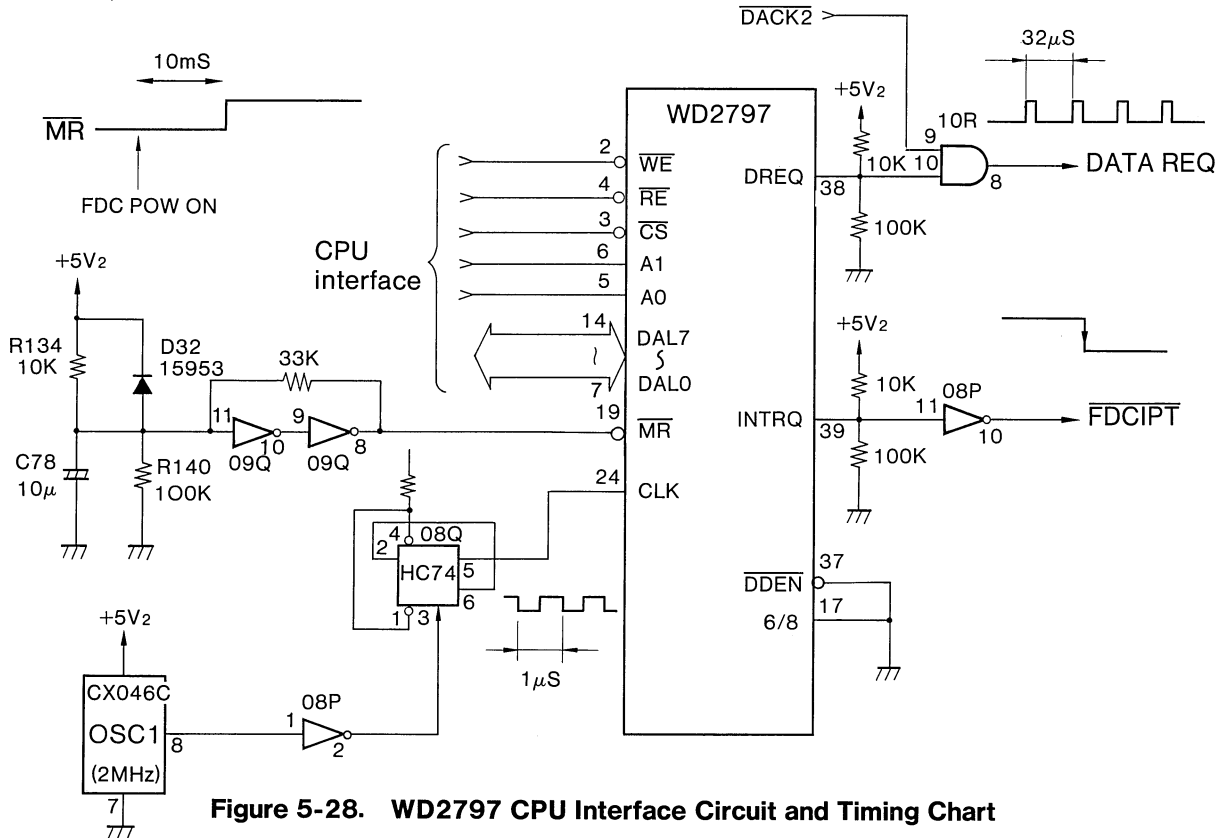 DACK2
10mS
MR
FDC POW ON
32µS
+5V2
10R
9
10K 10
8
DATA REQ
WD2797
2
WE
4
RE
3
CS
6
A1
5
A0
CPU
interface
14
DAL7
7
DAL0
DREQ
38
100K
+5V2
R134
10K
D32
15953
33K
11
10
09Q
9
8
09Q
C78
10µ
R140
100K
19
MR
24
CLK
+5V2
10K
INTRQ
39
100K
08P
11
10
FDCIPT
4
08Q
2
HC74
5
6
1
3
1µS
DDEN
37
6/8
17
+5V2
CX046C
OSC1
(2MHz)
8
7
08P
1
2
Figure 5-28. WD2797 CPU Interface Circuit and Timing Chart